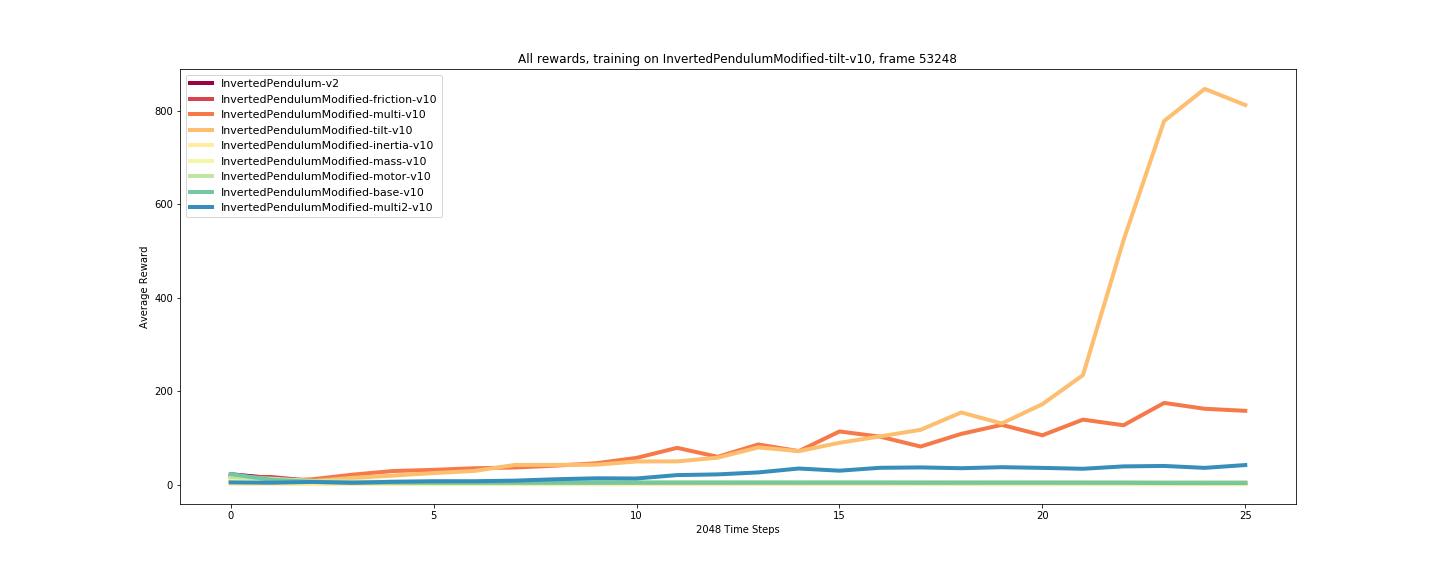 All rewards, training on InvertedPendulumModified-tilt-v10, frame 53248
InvertedPendulum-v2
InvertedPendulumModified-friction-v10
InvertedPendulumModified-multi-v10
InvertedPendulumModified-tilt-v10
InvertedPendulumModified-inertia-v10
InvertedPendulumModified-mass-v10
InvertedPendulumModified-motor-v10
InvertedPendulumModified-base-v10
InvertedPendulumModified-multi2-v10
800
600
400
200
0
Average Reward
0 5 10 15 20 25
2048 Time Steps